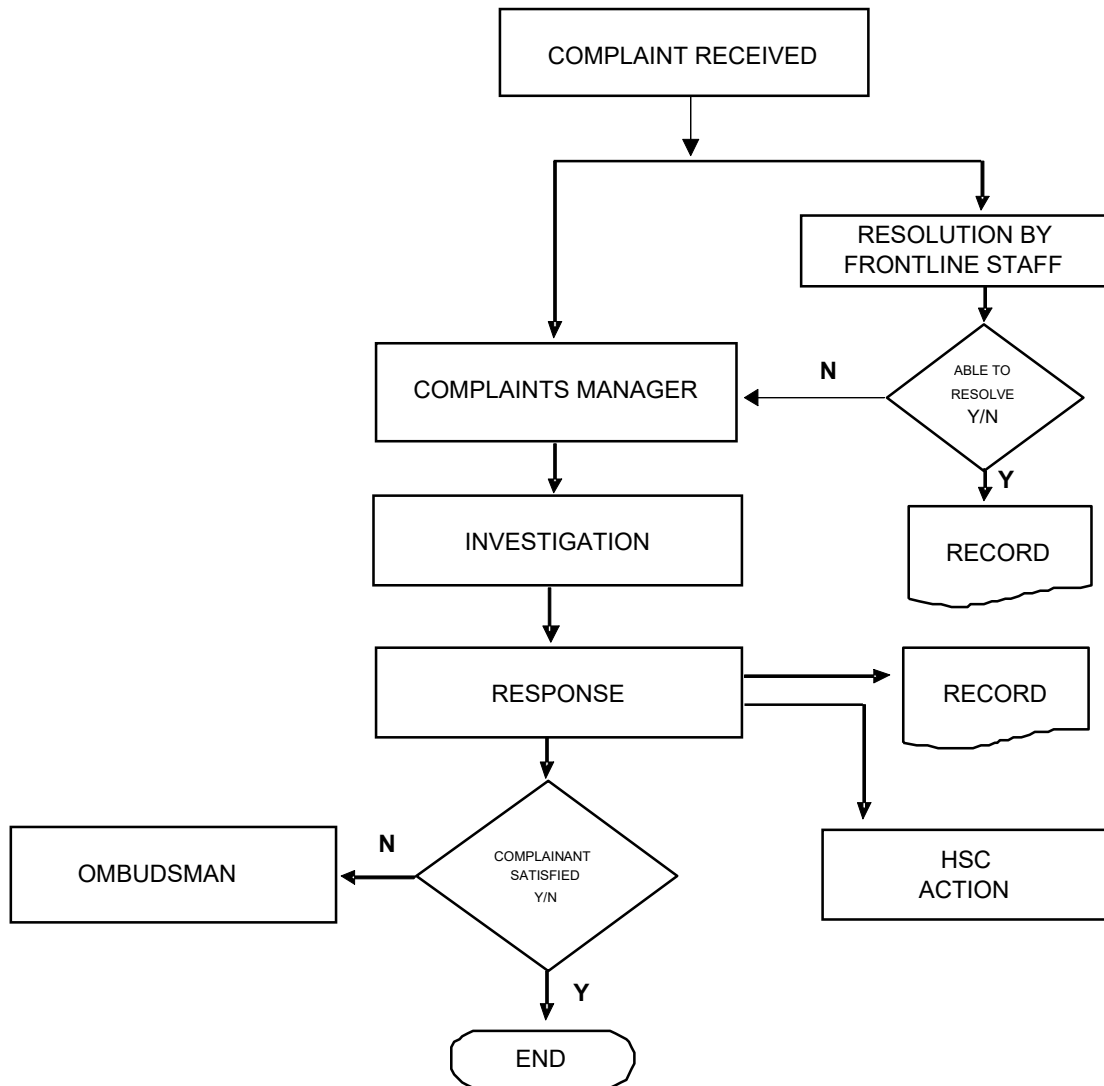 COMPLAINT RECEIVED
RESOLUTION BY
FRONTLINE STAFF
COMPLAINTS MANAGER
N
ABLE TO
RESOLVE
Y/N
Y
INVESTIGATION
RECORD
RESPONSE
RECORD
N
COMPLAINANT
SATISFIED
Y/N
OMBUDSMAN
HSC
ACTION
Y
END